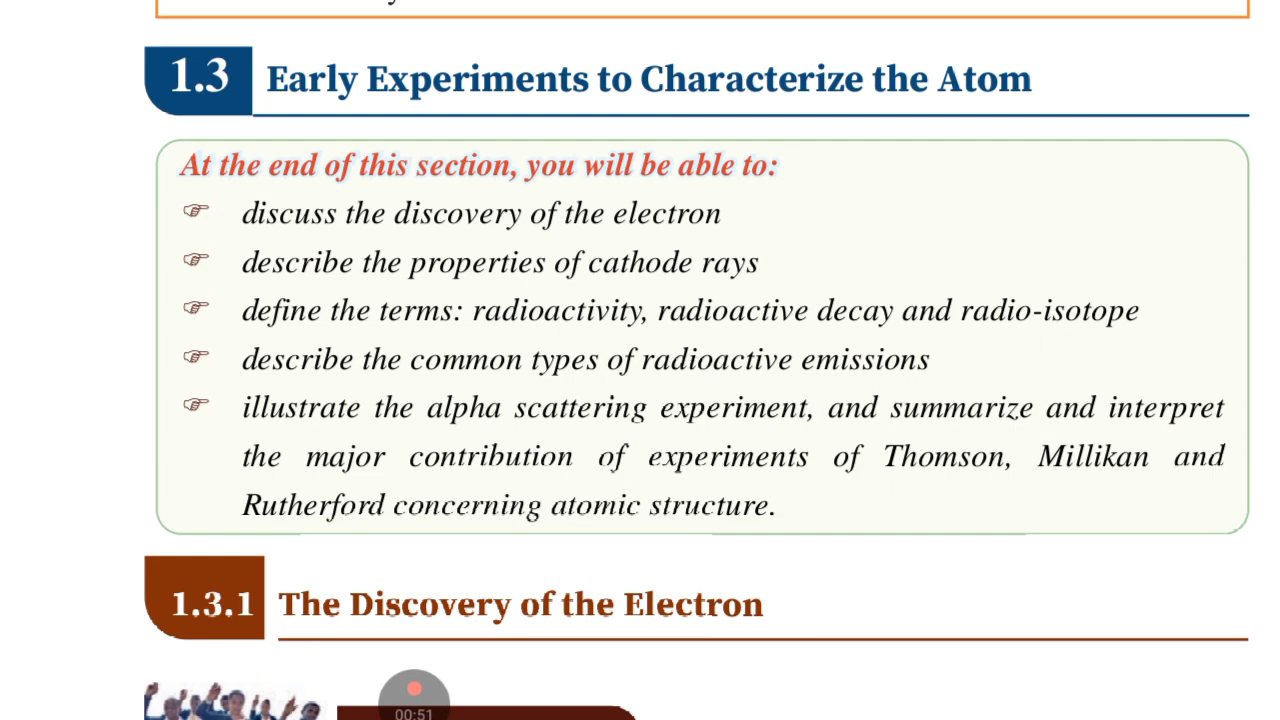 1.3 Early Experiments to Characterize the Atom
At the end of this section, you will be able to:
☞ discuss the discovery of the electron
☞ describe the properties of cathode rays
☞ define the terms: radioactivity, radioactive decay and radio-isotope
☞ describe the common types of radioactive emissions
☞ illustrate the alpha scattering experiment, and summarize and interpret
the major contribution of experiments of Thomson, Millikan and
Rutherford concerning atomic structure.
1.3.1 The Discovery of the Electron
00:51